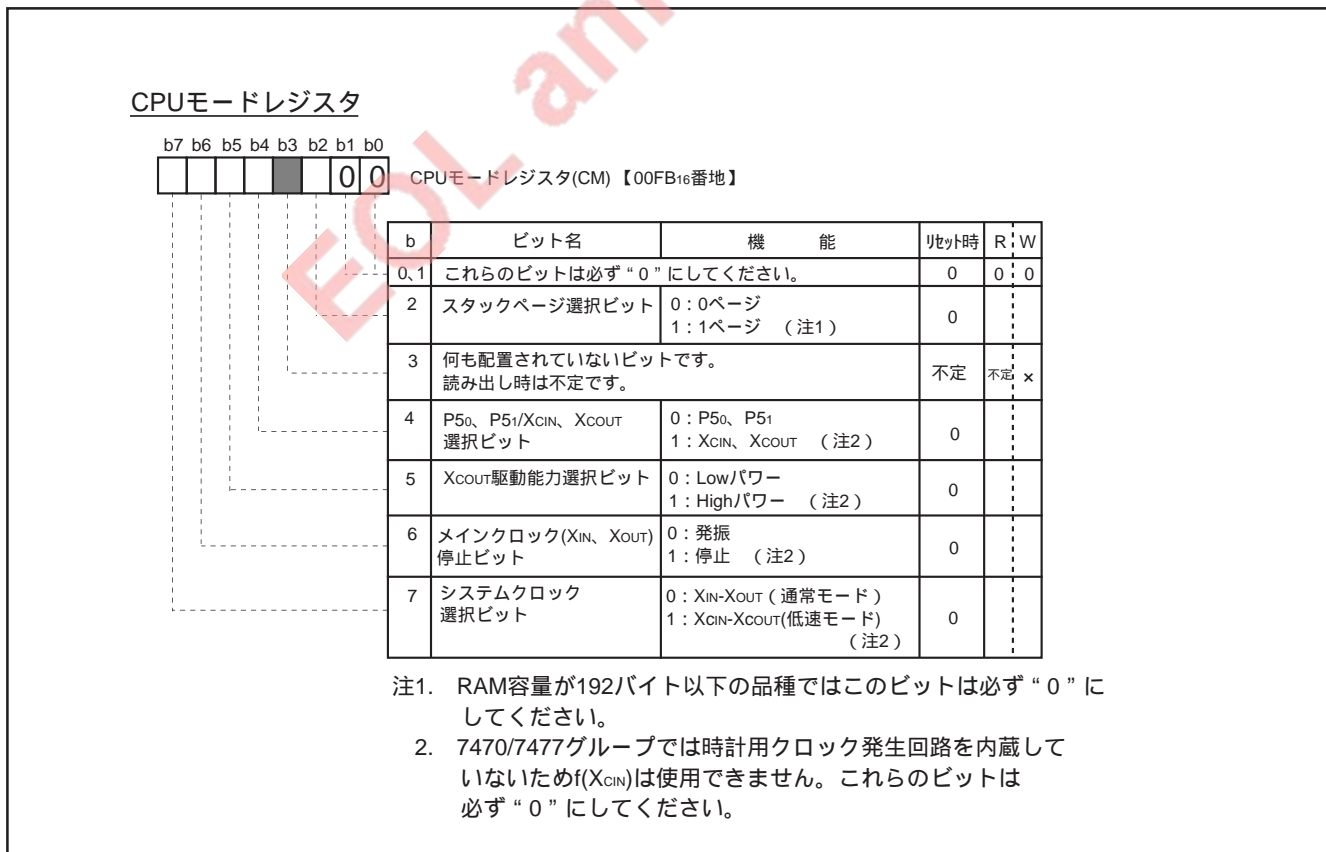 EOL an
CPUモードレジスタ
b7 b6 b5 b4 b3 b2 b1 b0
0 0
CPUモードレジスタ(CM)【00FB16番地】
b ビット名 機 能 リセット時 R W
0、1 これらのビットは必ず“0”にしてください。 0 0 0
2 スタックページ選択ビット 0:0ページ
1:1ページ (注1) 0
3 何も配置されていないビットです。
読み出し時は不定です。 不定 不定 ×
4 P50、P51/XCIN、XCOUT
選択ビット 0:P50、P51
1:XCIN、XCOUT (注2) 0
5 XCOUT駆動能力選択ビット 0:Lowパワー
1:Highパワー (注2) 0
6 メインクロック(XIN、XOUT)
停止ビット 0:発振
1:停止 (注2) 0
7 システムクロック
選択ビット 0:XIN-XOUT(通常モード)
1:XCIN-XCOUT(低速モード)
(注2) 0
注1. RAM容量が192バイト以下の品種ではこのビットは必ず“0”に
してください。
2. 7470/7477グループでは時計用クロック発生回路を内蔵して
いないためf(XCIN)は使用できません。これらのビットは
必ず“0”にしてください。